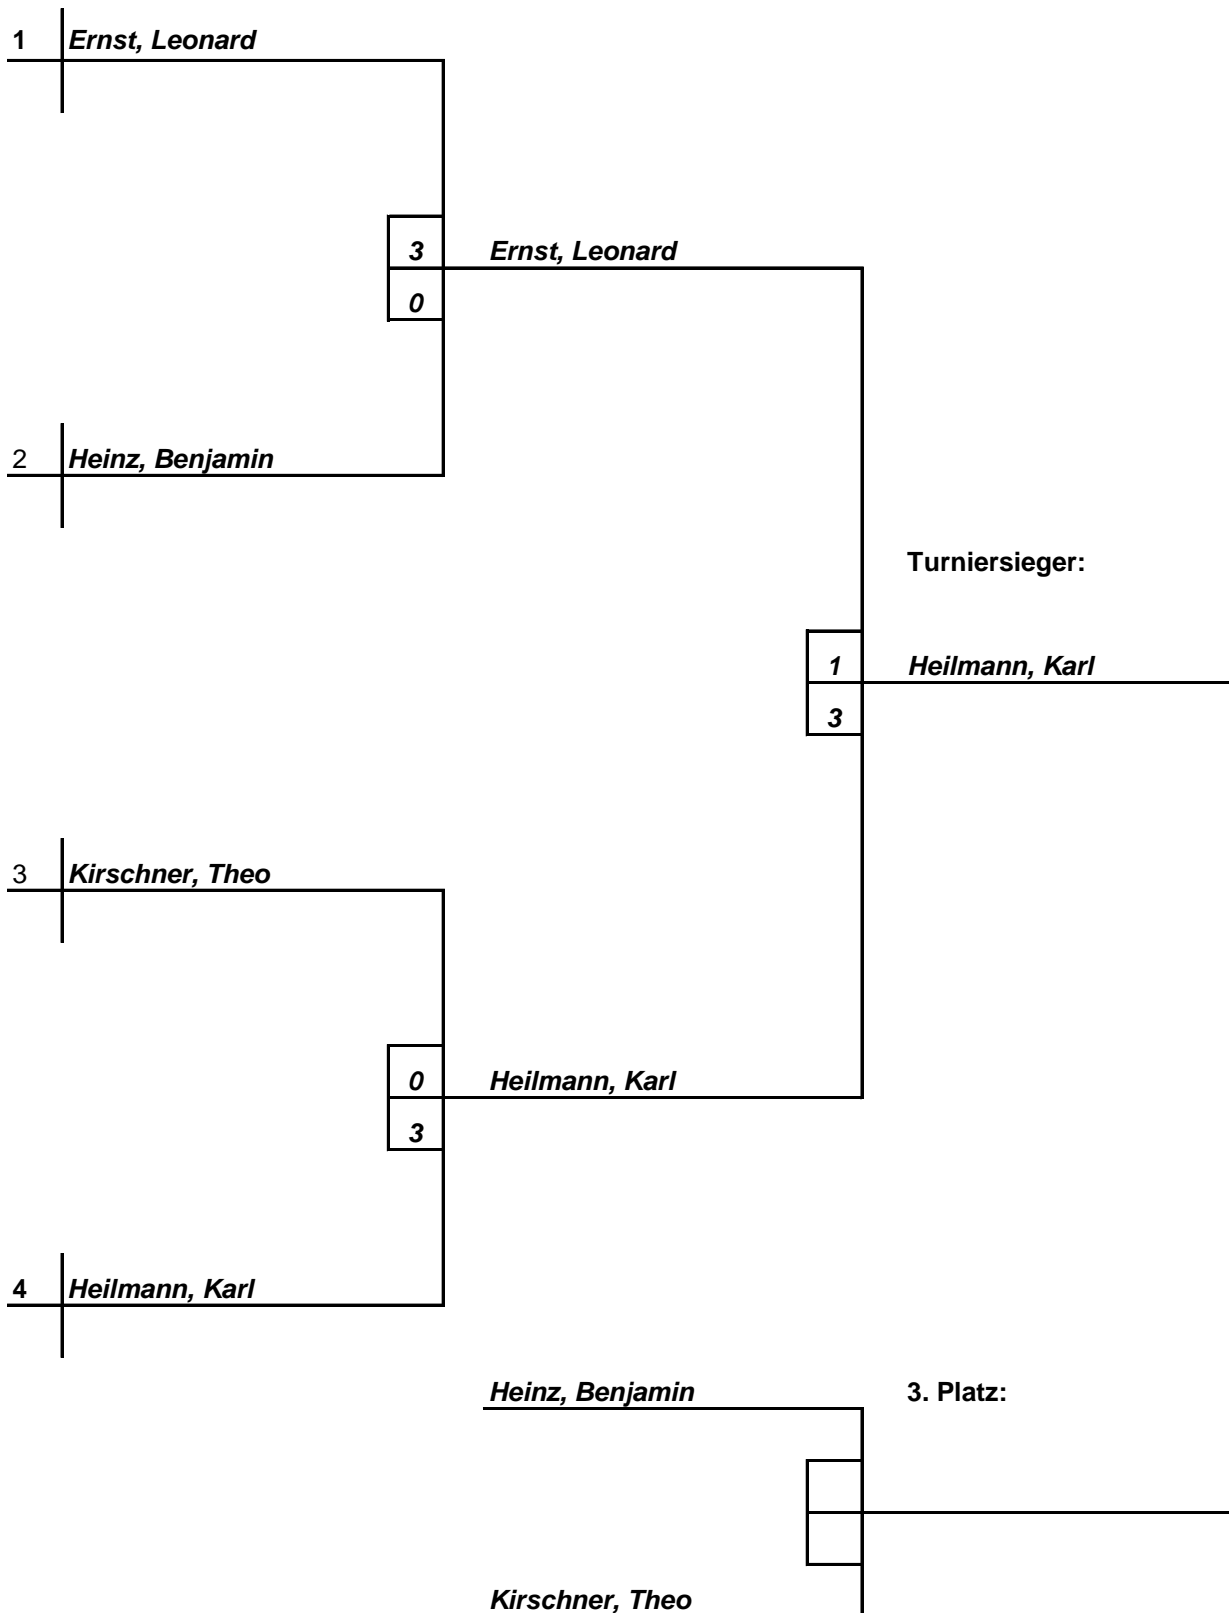 1 Ernst, Leonard
3 Ernst, Leonard
0
2 Heinz, Benjamin
Turniersieger:
1 Heilmann, Karl
3
3 Kirschner, Theo
0 Heilmann, Karl
3
4 Heilmann, Karl
Heinz, Benjamin 3. Platz:
Kirschner, Theo